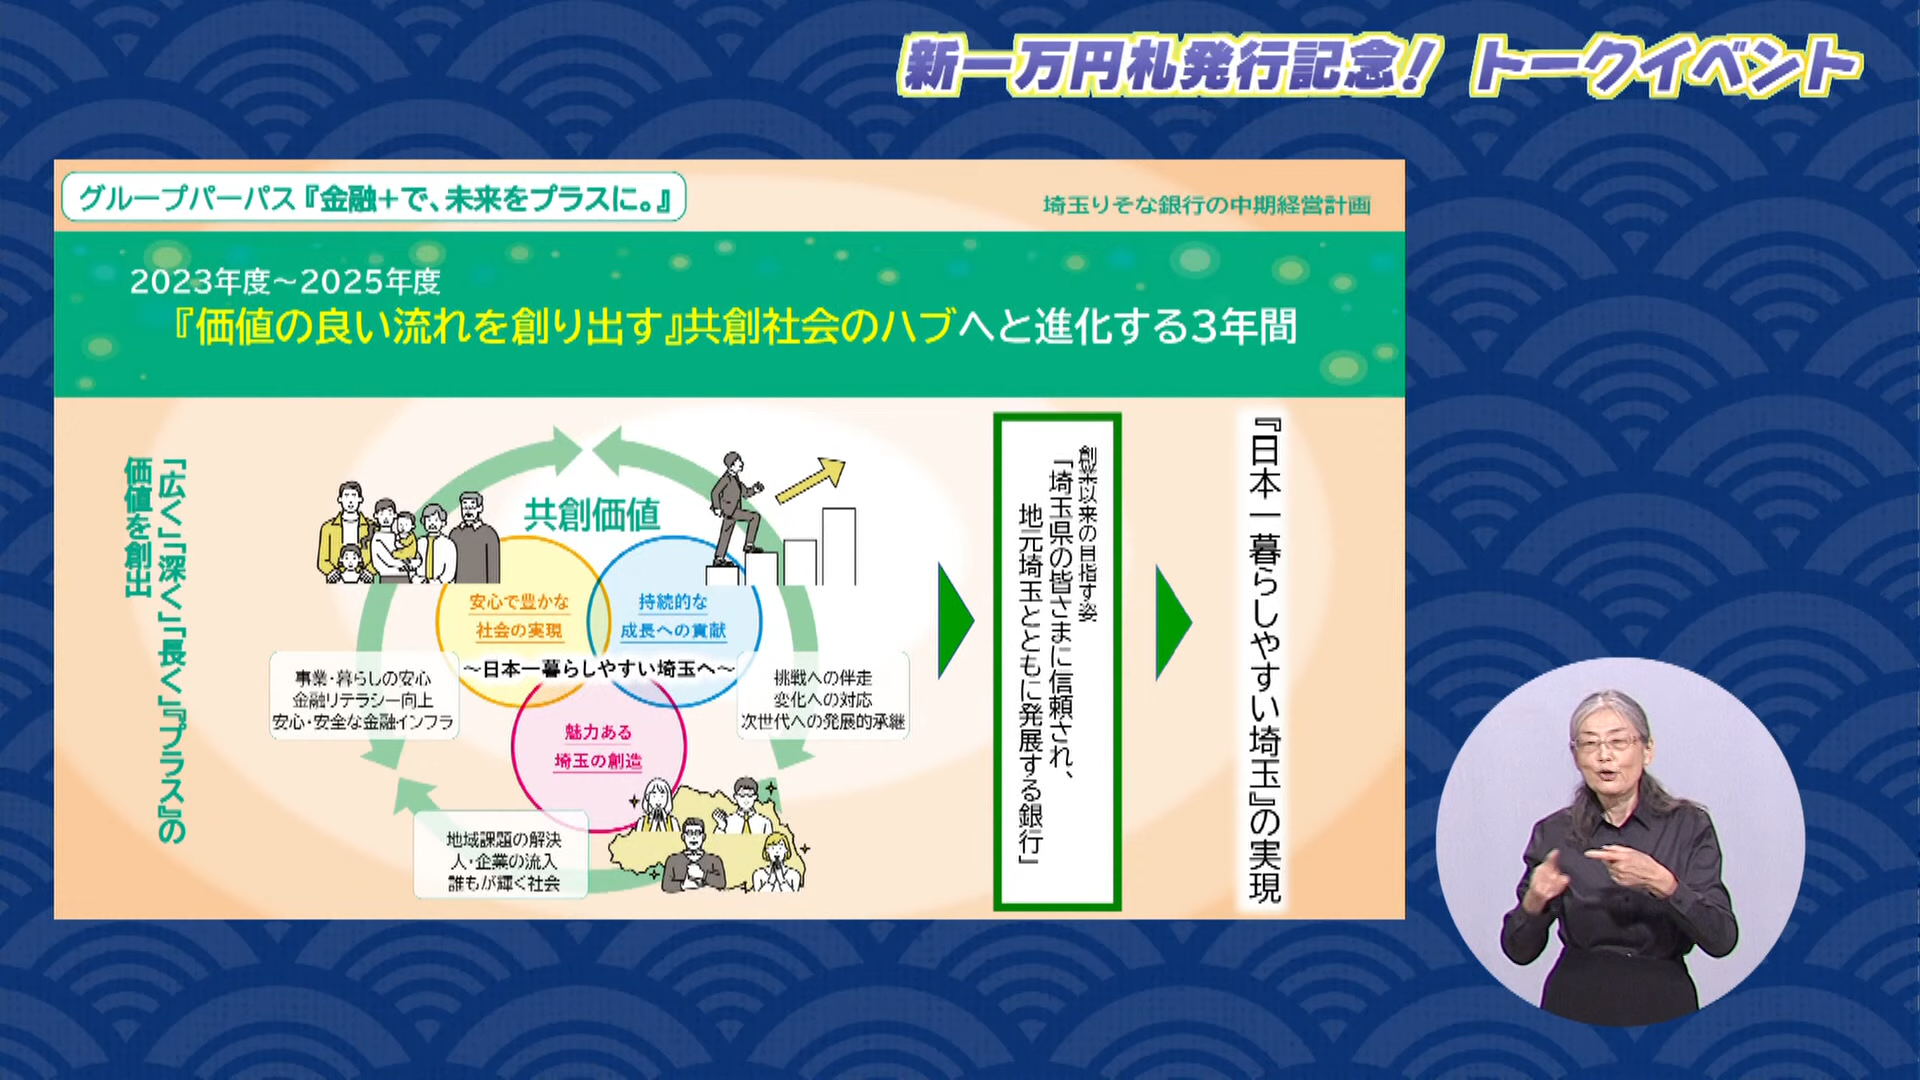 新一万円札発行記念! トークイベント
グループパーパス『金融+で、未来をプラスに。』
埼玉りそな銀行の中期経営計画
2023年度～2025年度
『価値の良い流れを創り出す』共創社会のハブへと進化する3年間
「広く」「深く」「長く」『プラス』の
価値を創出
共創価値
安心で豊かな
社会の実現
持続的な
成長への貢献
～日本一暮らしやすい埼玉へ～
魅力ある
埼玉の創造
事業・暮らしの安心
金融リテラシー向上
安心・安全な金融インフラ
挑戦への伴走
変化への対応
次世代への発展的承継
地域課題の解決
人・企業の流入
誰もが輝く社会
創業以来の目指す姿
「埼玉県の皆さまに信頼され、
地元埼玉とともに発展する銀行」
『日本一暮らしやすい埼玉』の実現